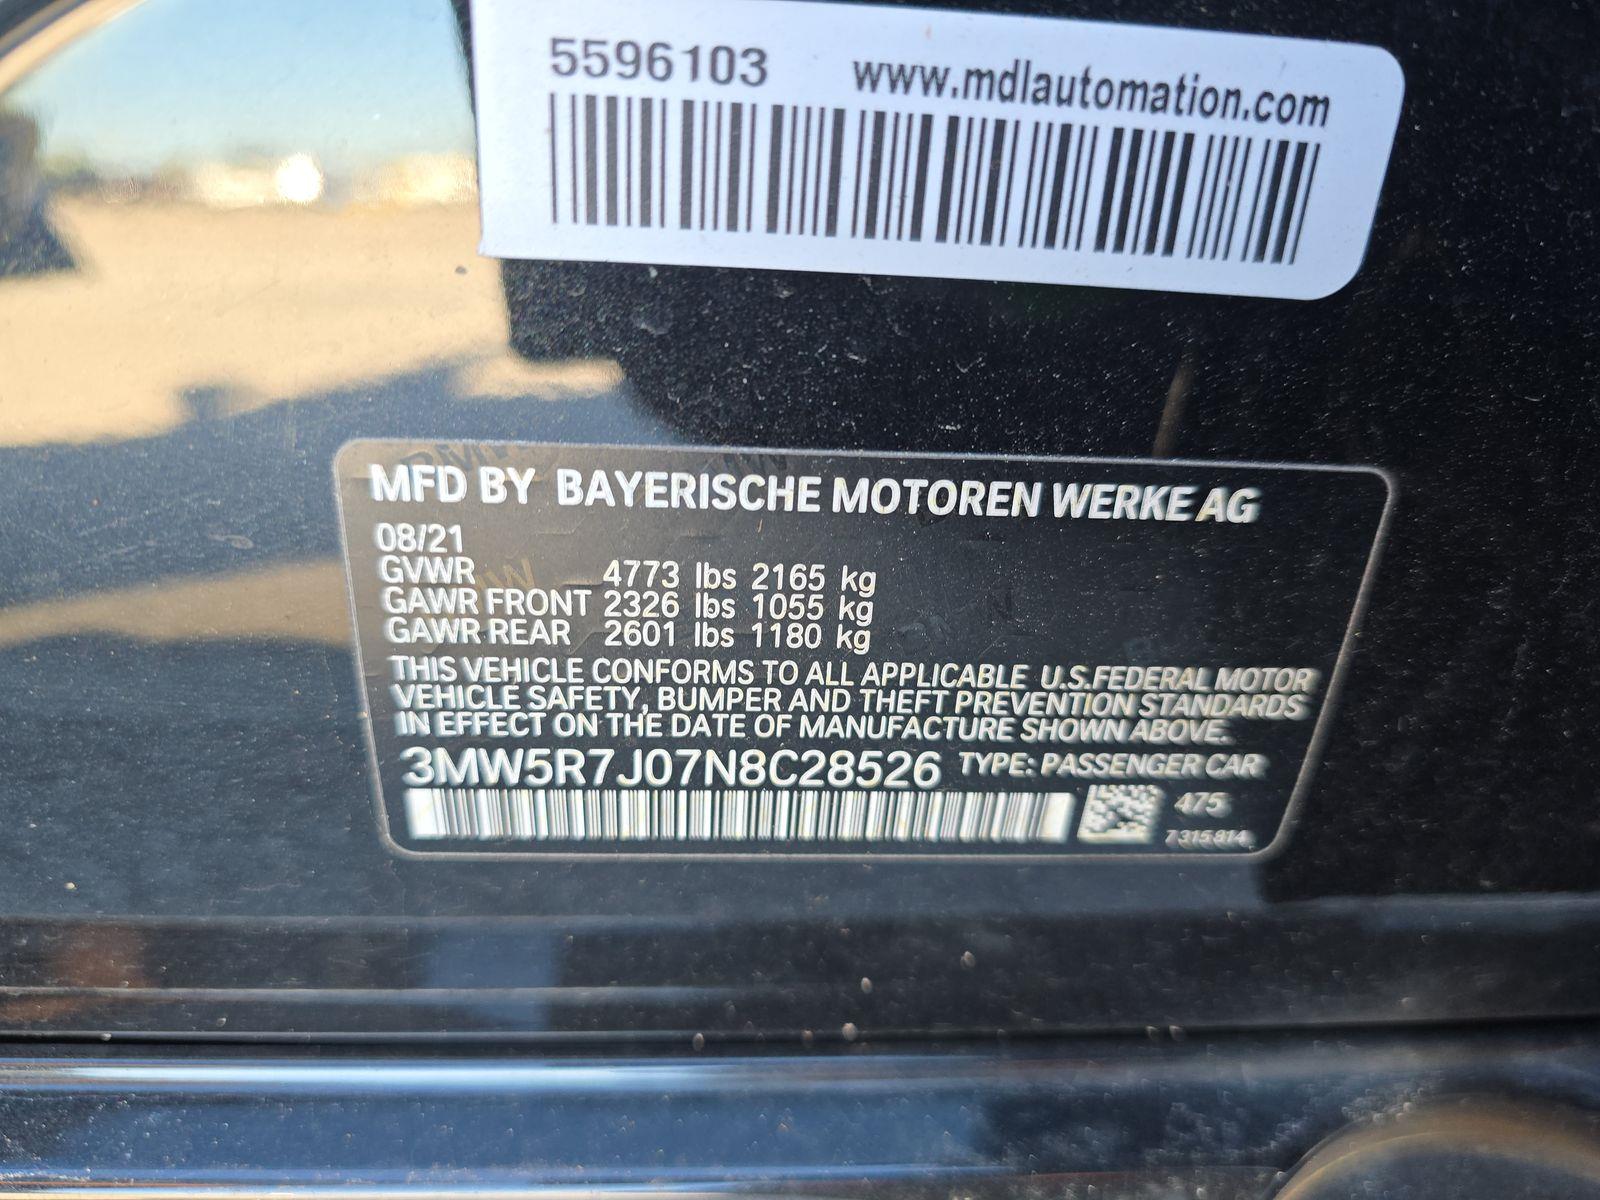 5596103 www.mdlautomation.com
MFD BY BAYERISCHE MOTOREN WERKE AG
08/21
GVWR 4773 lbs 2165 kg
GAWR FRONT 2326 lbs 1055 kg
GAWR REAR 2601 lbs 1180 kg
THIS VEHICLE CONFORMS TO ALL APPLICABLE U.S.FEDERAL MOTOR
VEHICLE SAFETY, BUMPER AND THEFT PREVENTION STANDARDS
IN EFFECT ON THE DATE OF MANUFACTURE SHOWN ABOVE.
3MW5R7J07N8C28526 TYPE: PASSENGER CAR
475
7315814